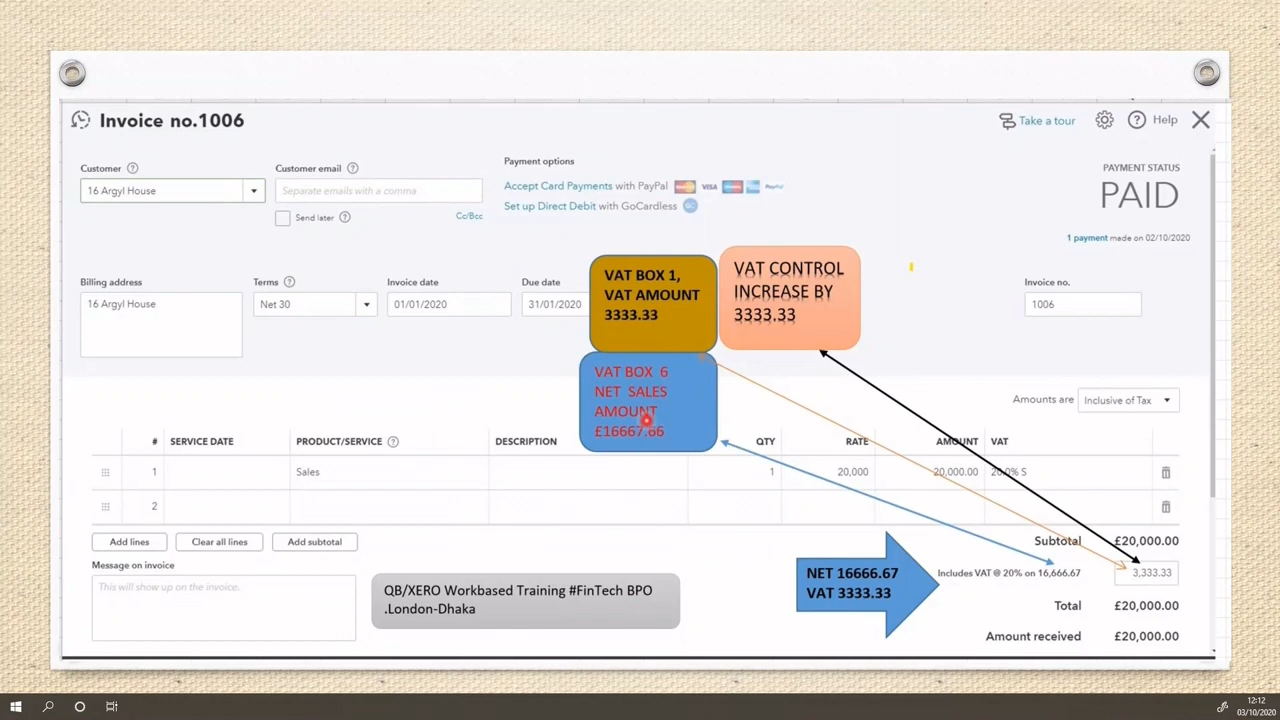 Invoice no.1006
Take a tour
Help
Customer
Customer email
Payment options
PAYMENT STATUS
16 Argyl House
Separate emails with a comma
Accept Card Payments with PayPal
VISA
PayPal
PAID
Send later
Cc/Bcc
Set up Direct Debit with GoCardless
GC
1 payment made on 02/10/2020
VAT BOX 1,
VAT AMOUNT
3333.33
VAT CONTROL
INCREASE BY
3333.33
Billing address
Terms
Invoice date
Due date
Invoice no.
16 Argyl House
Net 30
01/01/2020
31/01/2020
1006
VAT BOX 6
NET SALES
AMOUNT
£16667.66
Amounts are
Inclusive of Tax
# SERVICE DATE PRODUCT/SERVICE DESCRIPTION QTY RATE AMOUNT VAT
1 Sales 1 20,000 20,000.00 20.0% S
2
Add lines
Clear all lines
Add subtotal
Subtotal £20,000.00
Message on invoice
This will show up on the invoice.
QB/XERO Workbased Training #FinTech BPO
.London-Dhaka
NET 16666.67
VAT 3333.33
Includes VAT @ 20% on 16,666.67 3,333.33
Total £20,000.00
Amount received £20,000.00
12:12
03/10/2020